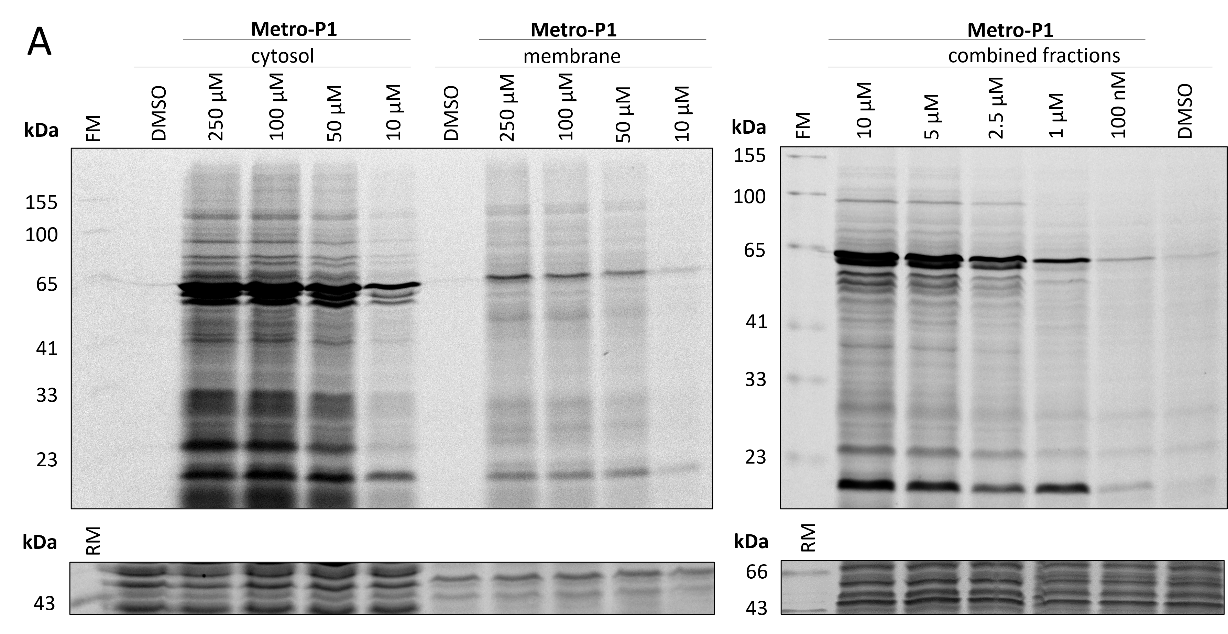 A
Metro-P1
cytosol
Metro-P1
membrane
Metro-P1
combined fractions
kDa
FM
DMSO
250 µM
100 µM
50 µM
10 µM
DMSO
250 µM
100 µM
50 µM
10 µM
155
100
65
41
33
23
kDa
RM
43
kDa
FM
10 µM
5 µM
2.5 µM
1 µM
100 nM
DMSO
155
100
65
41
33
23
kDa
RM
66
43